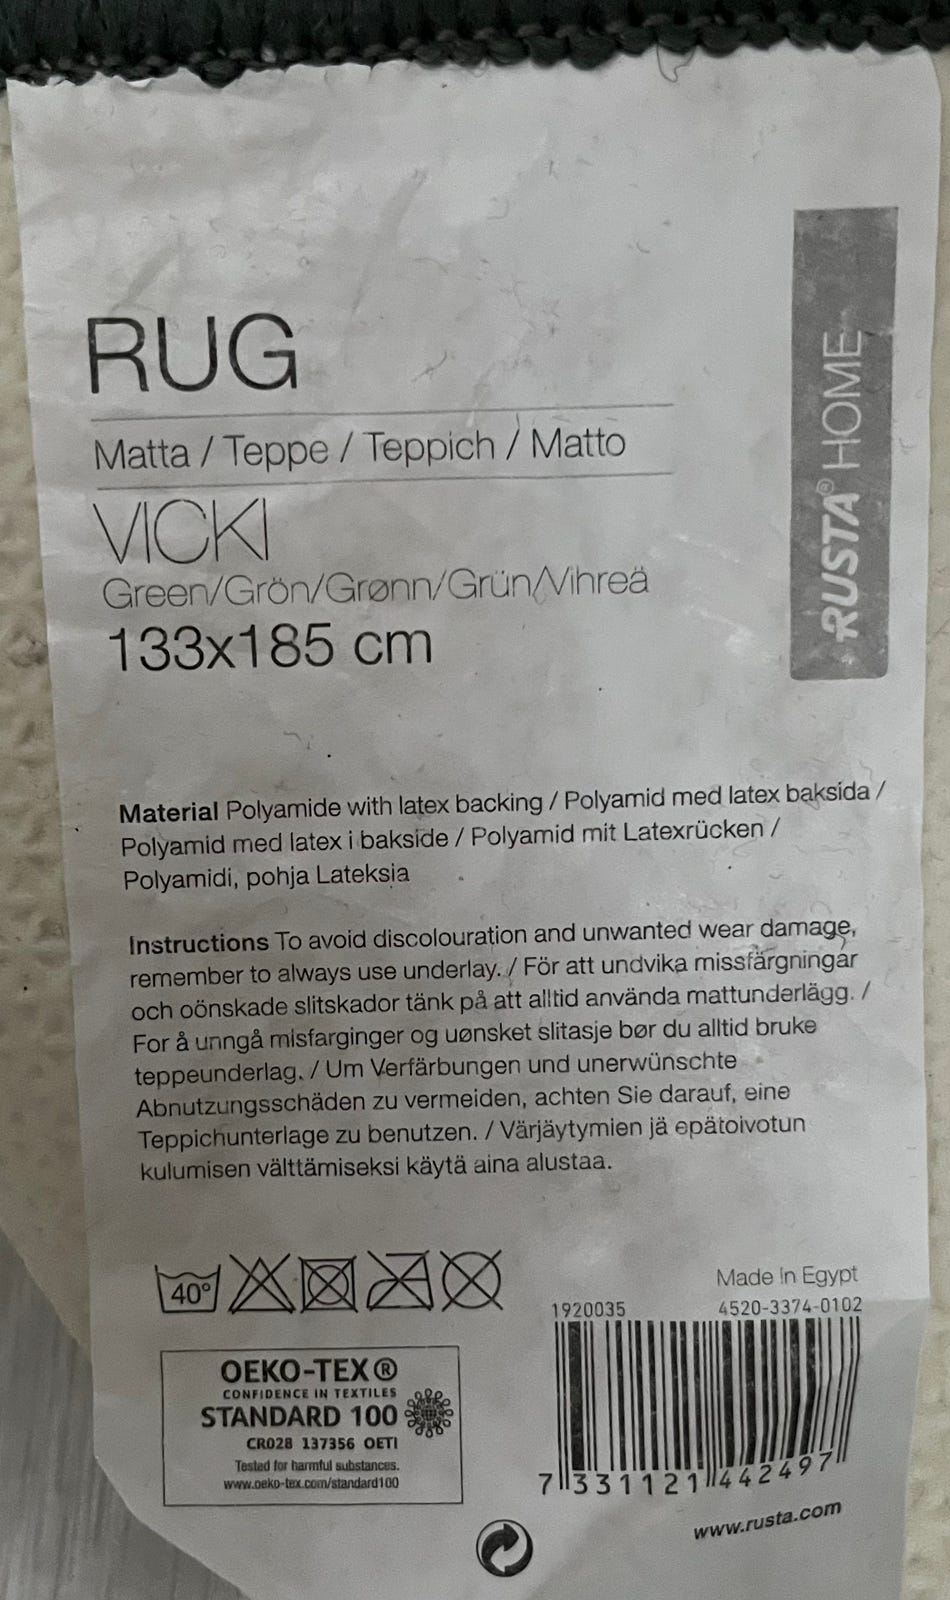 RUG
Matta / Teppe / Teppich / Matto
VICKI
Green/Grön/Grønn/Grün/Vihreä
133x185 cm
RUSTA® HOME
Material Polyamide with latex backing / Polyamid med latex baksida /
Polyamid med latex i bakside / Polyamid mit Latexrücken /
Polyamidi, pohja Lateksia
Instructions To avoid discolouration and unwanted wear damage,
remember to always use underlay. / För att undvika missfärgningar
och oönskade slitskador tänk på att alltid använda mattunderlägg. /
For å unngå misfarginger og uønsket slitasje bør du alltid bruke
teppeunderlag. / Um Verfärbungen und unerwünschte
Abnutzungsschäden zu vermeiden, achten Sie darauf, eine
Teppichunterlage zu benutzen. / Värjäytymien jä epätoivotun
kulumisen välttämiseksi käytä aina alustaa.
40°
Made In Egypt
1920035 4520-3374-0102
7 331121 442497
www.rusta.com
OEKO-TEX®
CONFIDENCE IN TEXTILES
STANDARD 100
CR028 137356 OETI
Tested for harmful substances.
www.oeko-tex.com/standard100